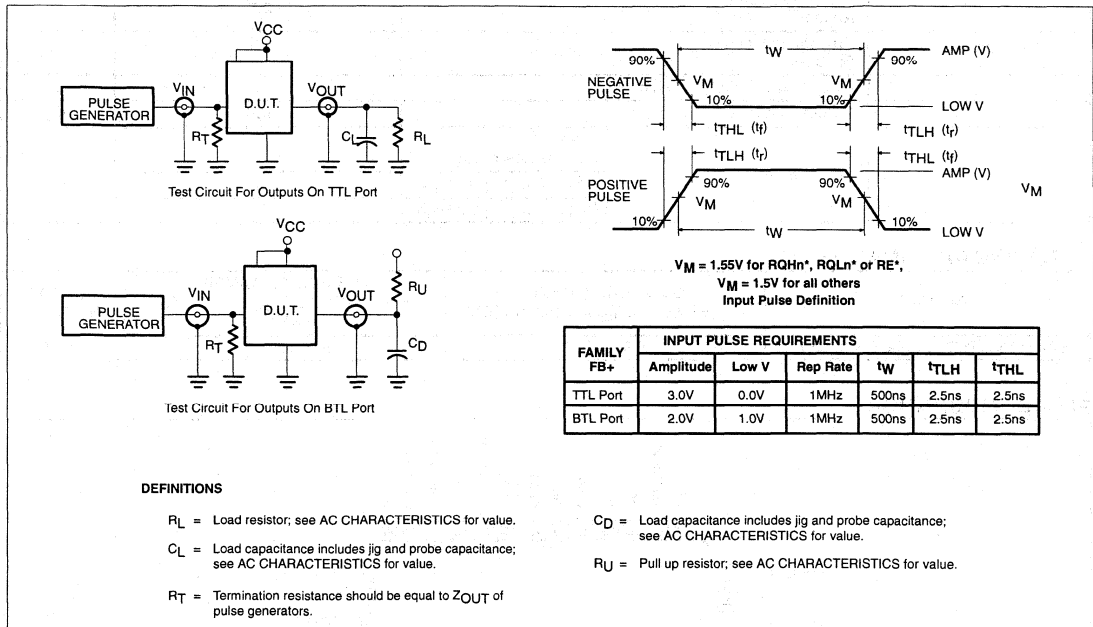 VCC
VIN
VOUT
PULSE
GENERATOR
D.U.T.
RT
CL
RL
Test Circuit For Outputs On TTL Port
VCC
VIN
VOUT
PULSE
GENERATOR
D.U.T.
RT
RU
CD
Test Circuit For Outputs On BTL Port
tW
AMP (V)
90%
90%
NEGATIVE
PULSE
VM
VM
10%
10%
LOW V
tTHL (tf)
tTLH (tr)
tTLH (tr)
tTHL (tf)
AMP (V)
POSITIVE
PULSE
90%
90%
VM
VM
VM
10%
10%
tW
LOW V
VM = 1.55V for RQHn*, RQLn* or RE*,
VM = 1.5V for all others
Input Pulse Definition
FAMILY
FB+
INPUT PULSE REQUIREMENTS
Amplitude Low V Rep Rate tW tTLH tTHL
TTL Port 3.0V 0.0V 1MHz 500ns 2.5ns 2.5ns
BTL Port 2.0V 1.0V 1MHz 500ns 2.5ns 2.5ns
DEFINITIONS
RL = Load resistor; see AC CHARACTERISTICS for value.
CL = Load capacitance includes jig and probe capacitance;
see AC CHARACTERISTICS for value.
RT = Termination resistance should be equal to ZOUT of
pulse generators.
CD = Load capacitance includes jig and probe capacitance;
see AC CHARACTERISTICS for value.
RU = Pull up resistor; see AC CHARACTERISTICS for value.